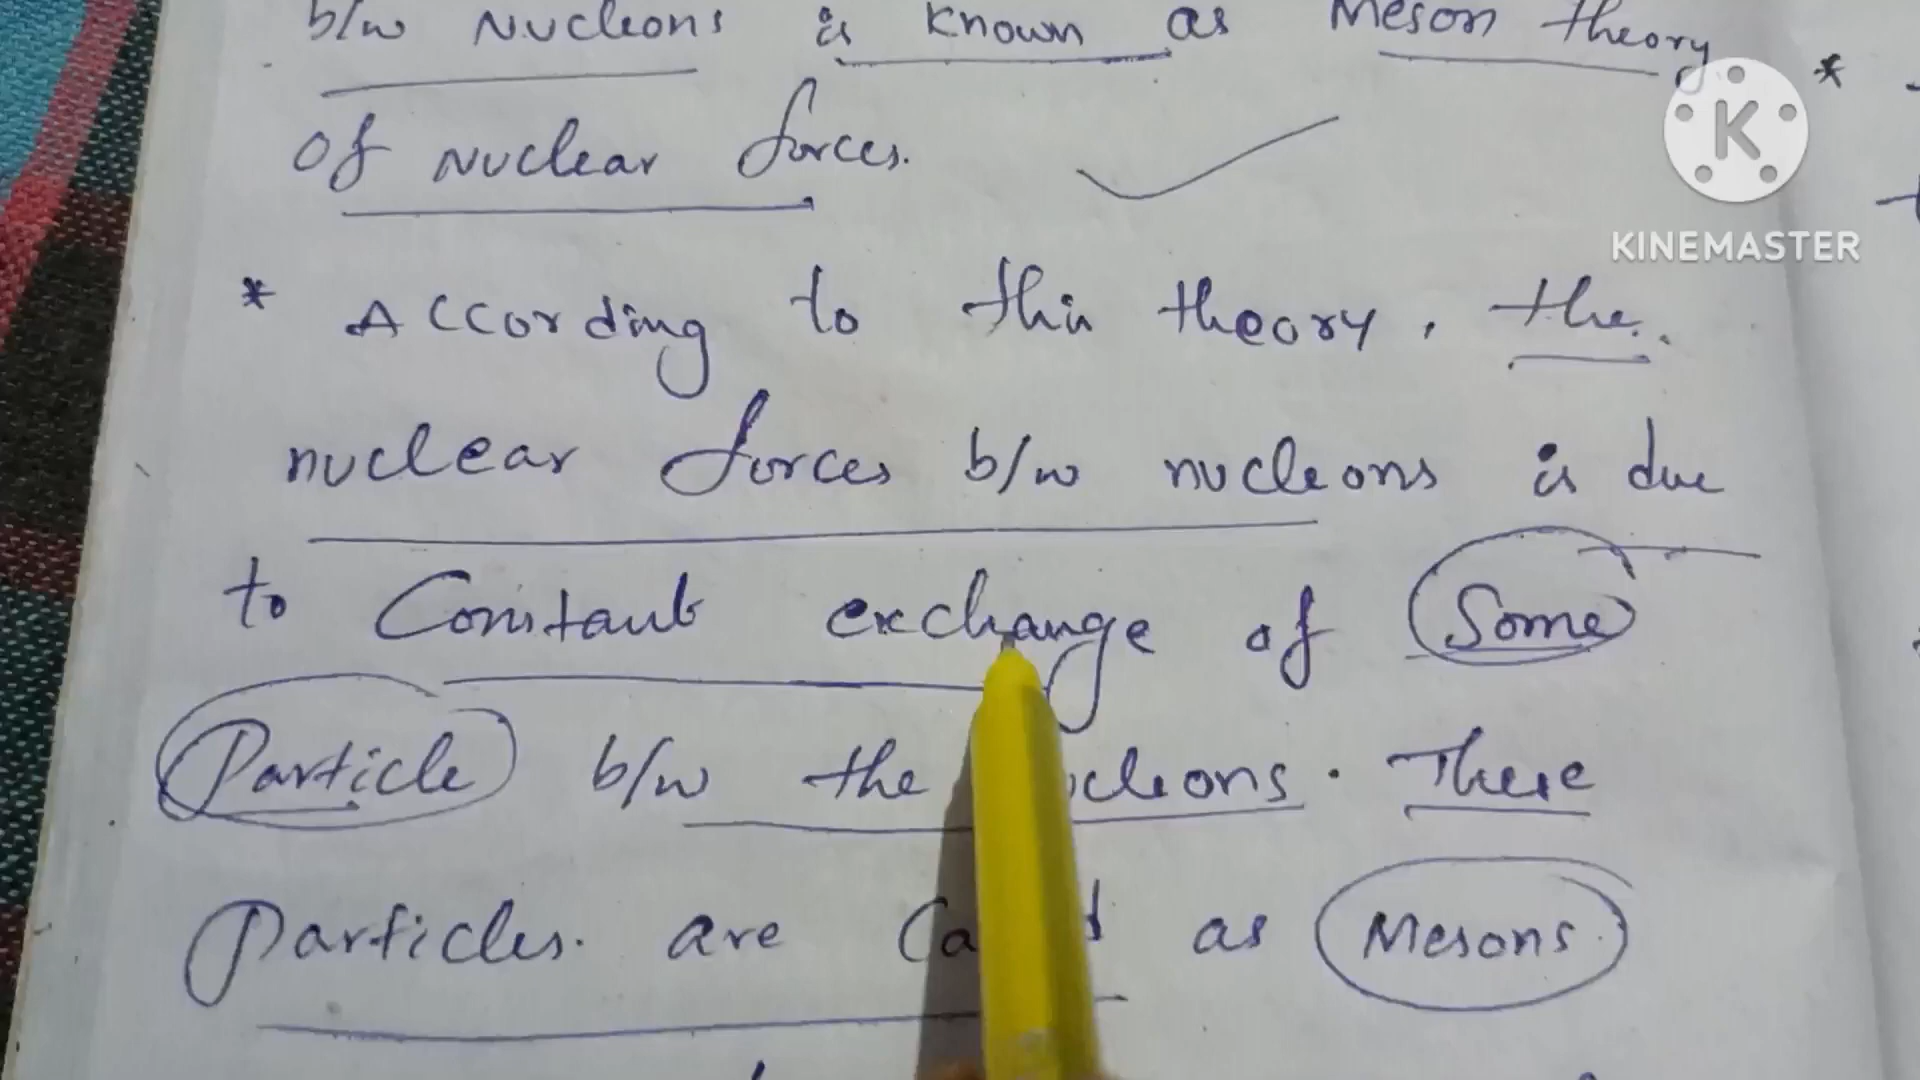 b/w Nucleons is known as Meson theory
of Nuclear forces.
* According to this theory, the
nuclear forces b/w nucleons is due
to Constant exchange of Some
Particle b/w the nucleons. These
Particles. are as Mesons.
K
KINEMASTER
*